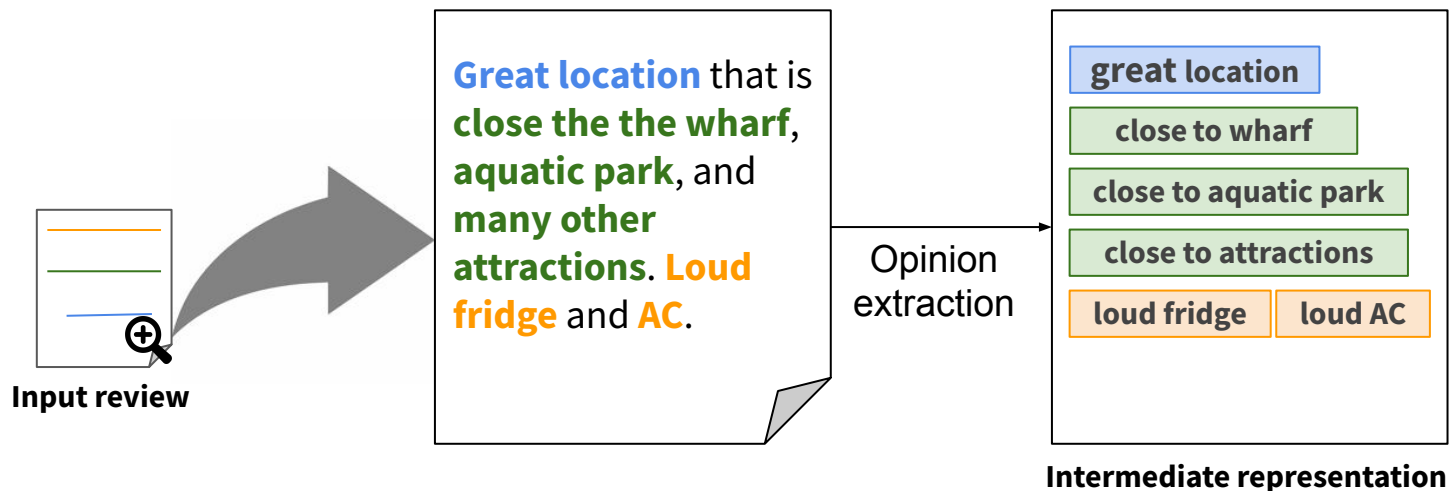 Input review
Great location that is
close the the wharf,
aquatic park, and
many other
attractions. Loud
fridge and AC.
Opinion
extraction
great location
close to wharf
close to aquatic park
close to attractions
loud fridge loud AC
Intermediate representation